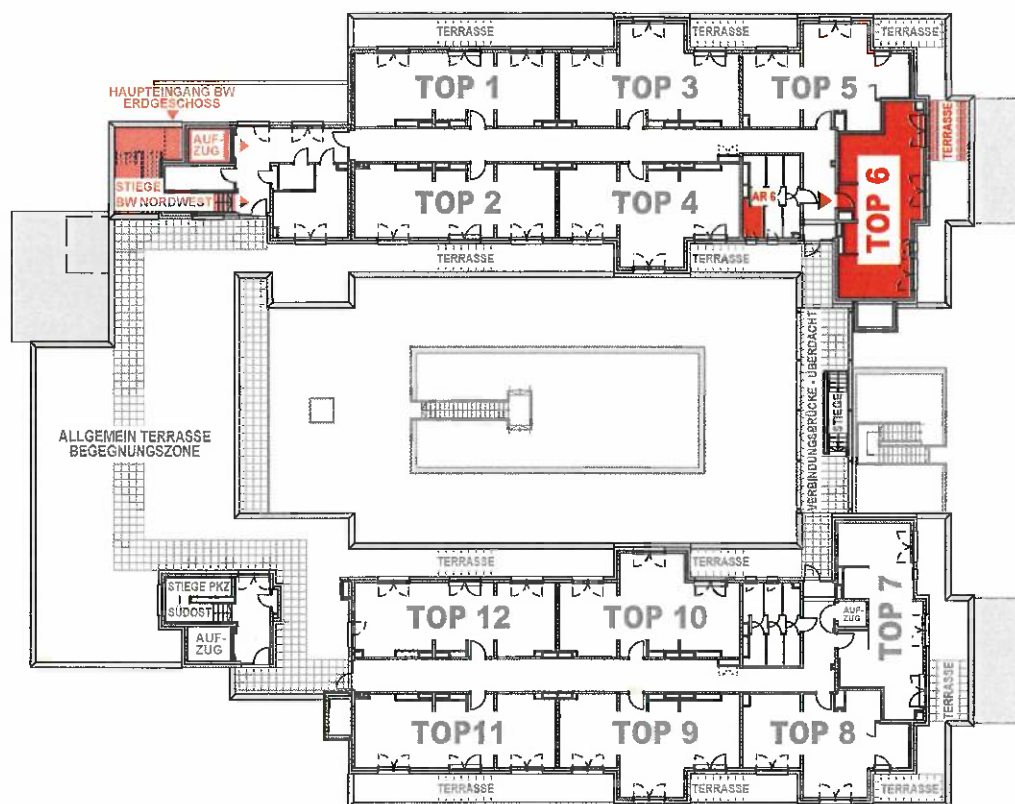 TERRASSE
TERRASSE
TOP 1
TOP 3
TOP 5
HAUPTEINGANG BW
ERDGESCHOSS
AUF-
ZUG
TERRASSE
STIEGE
BW NORDWEST
TOP 2
TOP 4
AR 6
TOP 6
TERRASSE
TERRASSE
VERBINDUNGSBRÜCKE - ÜBERDACHT
STIEGE
ALLGEMEIN TERRASSE
BEGEGNUNGSZONE
TERRASSE
TERRASSE
STIEGE PKZ
SÜDOST
AUF-
ZUG
TOP 12
TOP 10
AUF-
ZUG
TOP 7
TERRASSE
TOP11
TOP 9
TOP 8
TERRASSE
TERRASSE